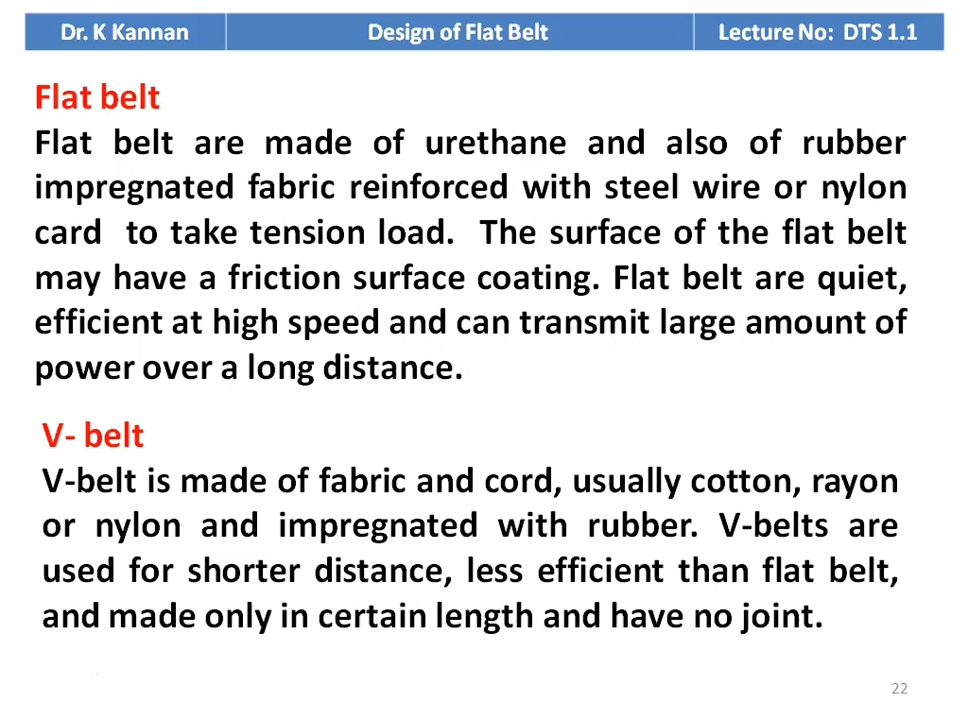 Dr. K Kannan
Design of Flat Belt
Lecture No: DTS 1.1
Flat belt
Flat belt are made of urethane and also of rubber
impregnated fabric reinforced with steel wire or nylon
card to take tension load. The surface of the flat belt
may have a friction surface coating. Flat belt are quiet,
efficient at high speed and can transmit large amount of
power over a long distance.
V- belt
V-belt is made of fabric and cord, usually cotton, rayon
or nylon and impregnated with rubber. V-belts are
used for shorter distance, less efficient than flat belt,
and made only in certain length and have no joint.
22